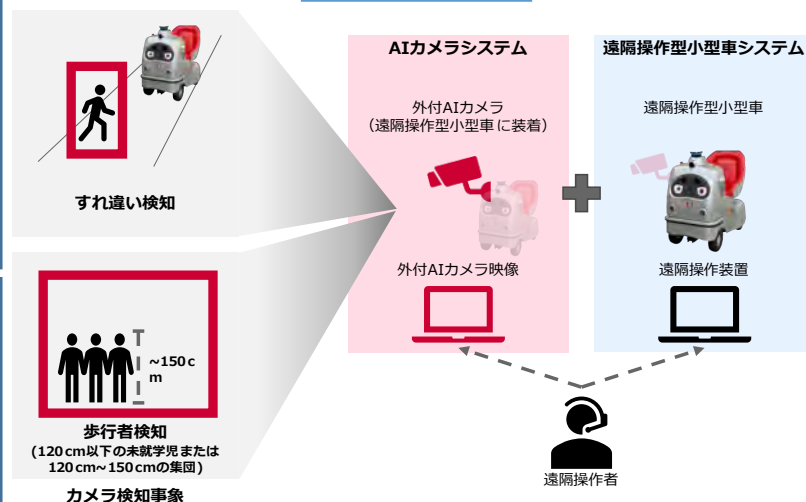 すれ違い検知
~150c
m
歩行者検知
(120cm以下の未就学児または
120cm~150cmの集団)
カメラ検知事象
AIカメラシステム
外付AIカメラ
（遠隔操作型小型車に装着）
外付AIカメラ映像
遠隔操作型小型車システム
遠隔操作型小型車
遠隔操作装置
遠隔操作者